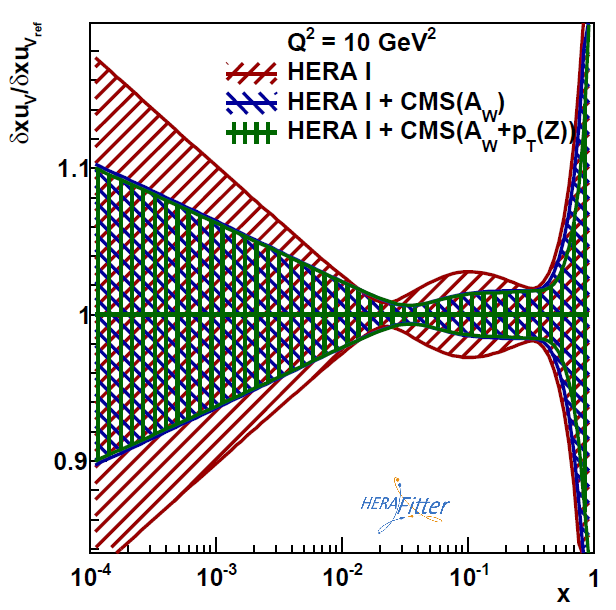 Q² = 10 GeV²
HERA I
HERA I + CMS(A_W)
HERA I + CMS(A_W+p_T(Z))
δxu_V/δxu_V_ref
1.1
1
0.9
HERAFitter
10⁻⁴ 10⁻³ 10⁻² 10⁻¹ 1
x